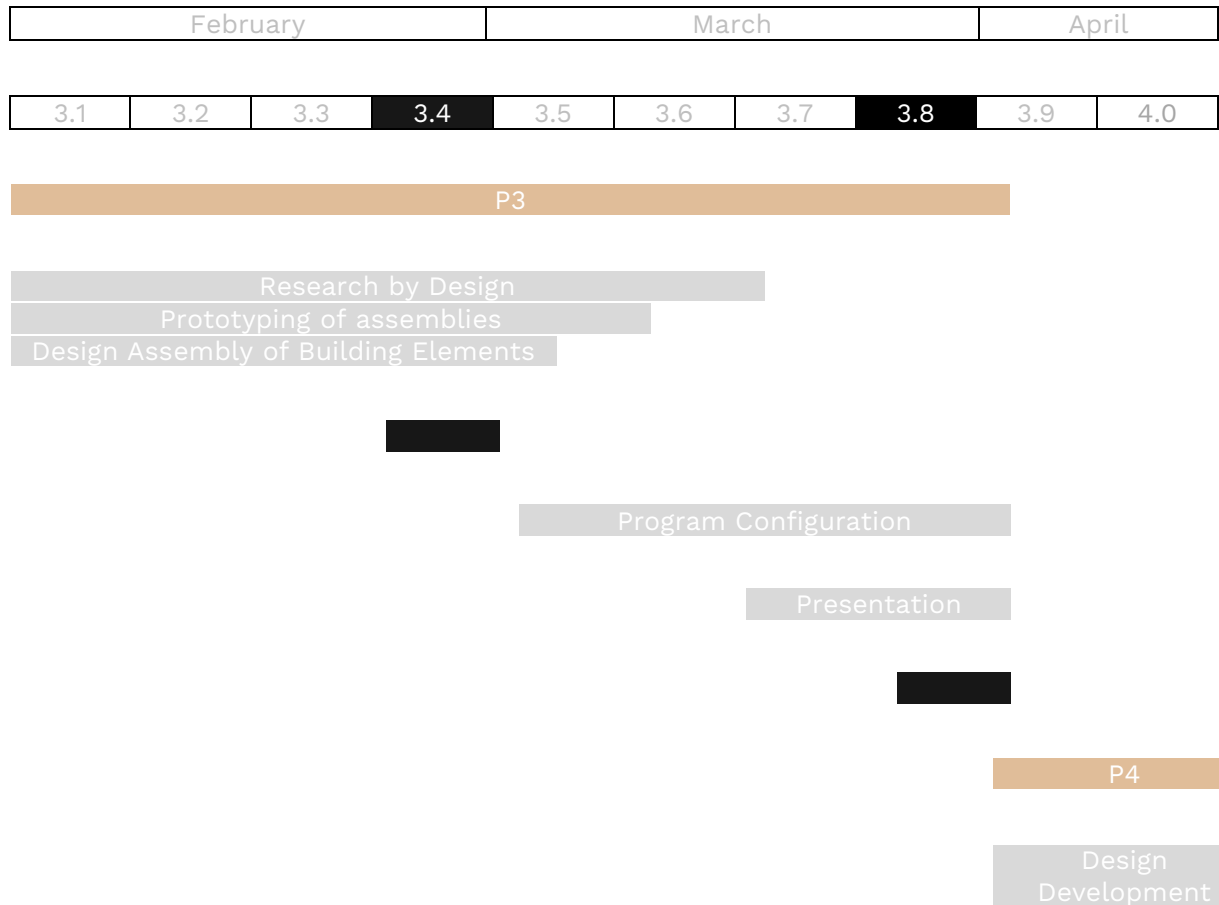 February March April
3.1 3.2 3.3 3.4 3.5 3.6 3.7 3.8 3.9 4.0
P3
Research by Design
Prototyping of assemblies
Design Assembly of Building Elements
Program Configuration
Presentation
P4
Design
Development